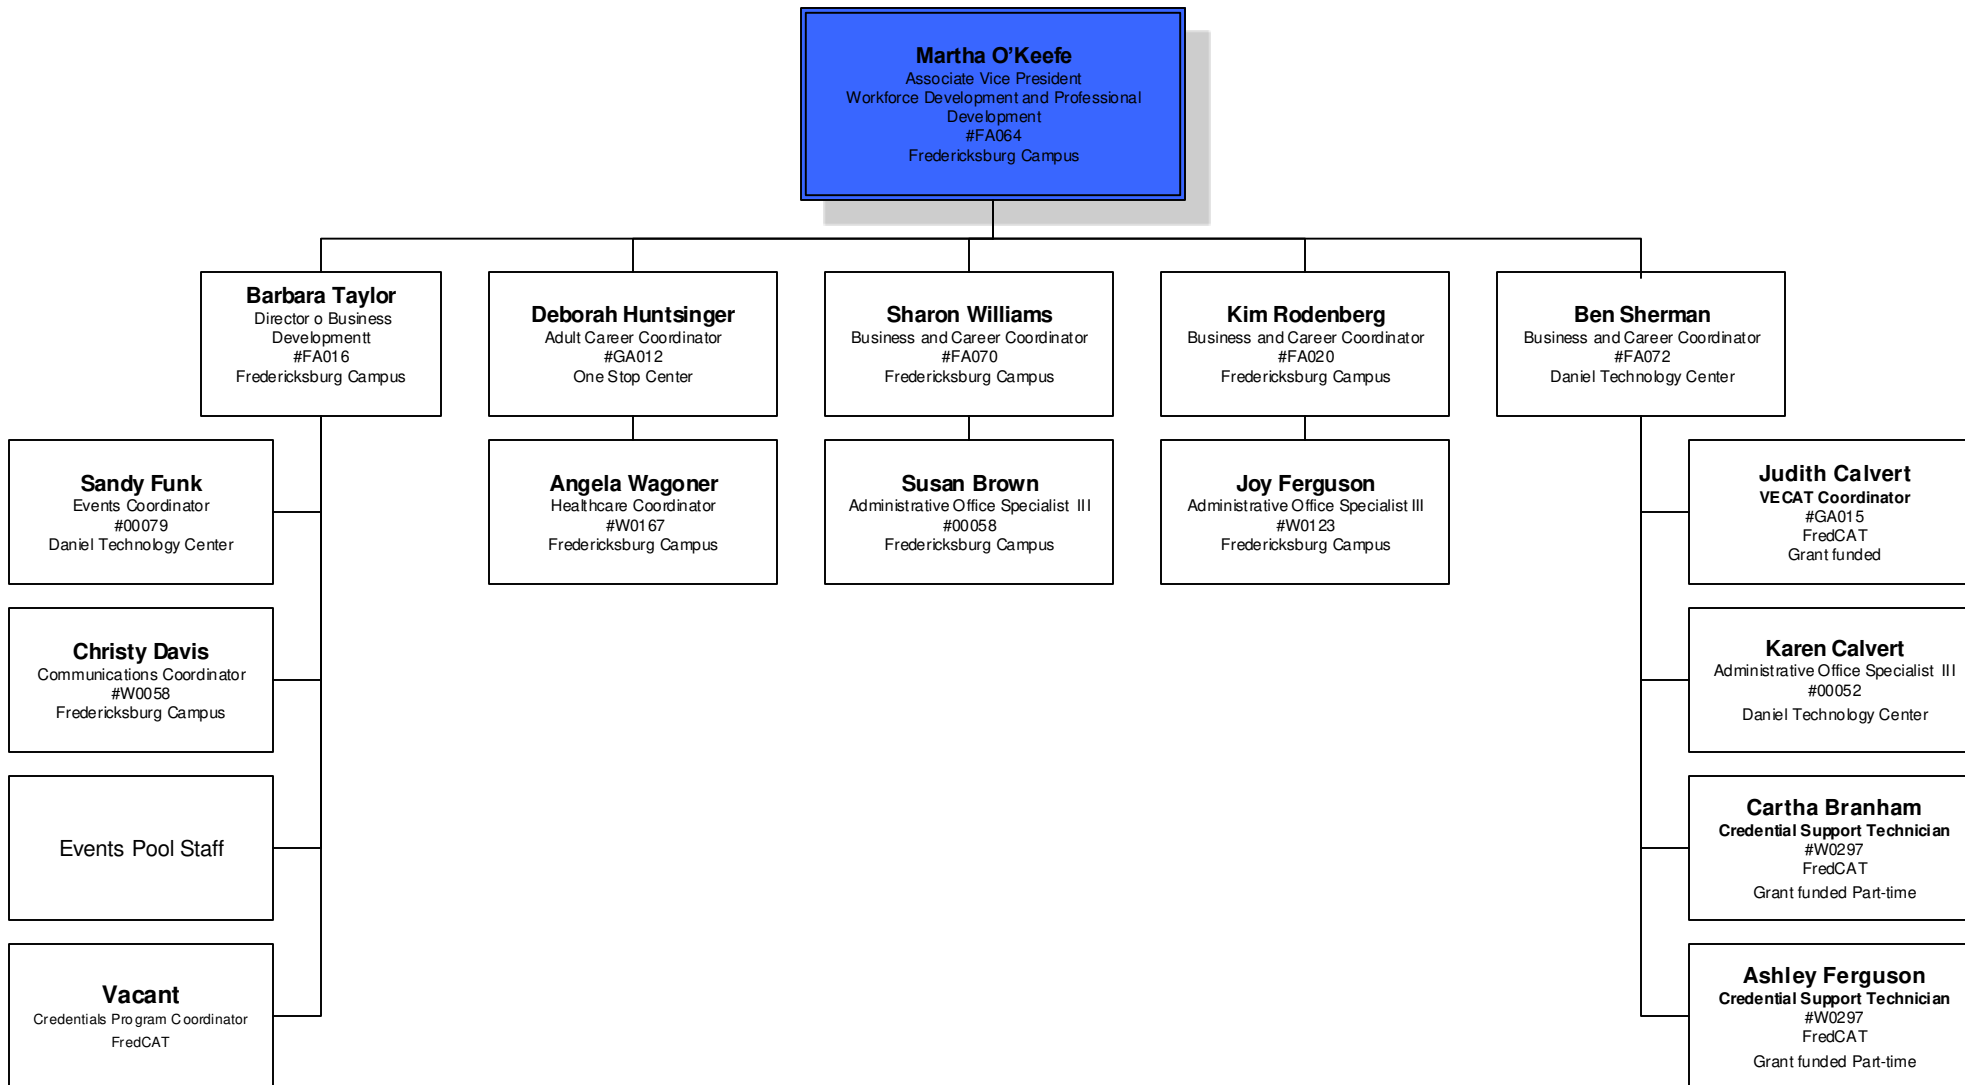 Martha O'Keefe
Associate Vice President
Workforce Development and Professional
Development
#FA064
Fredericksburg Campus
Barbara Taylor
Director o Business
Developmentt
#FA016
Fredericksburg Campus
Deborah Huntsinger
Adult Career Coordinator
#GA012
One Stop Center
Sharon Williams
Business and Career Coordinator
#FA070
Fredericksburg Campus
Kim Rodenberg
Business and Career Coordinator
#FA020
Fredericksburg Campus
Ben Sherman
Business and Career Coordinator
#FA072
Daniel Technology Center
Sandy Funk
Events Coordinator
#00079
Daniel Technology Center
Angela Wagoner
Healthcare Coordinator
#W0167
Fredericksburg Campus
Susan Brown
Administrative Office Specialist III
#00058
Fredericksburg Campus
Joy Ferguson
Administrative Office Specialist III
#W0123
Fredericksburg Campus
Judith Calvert
VECAT Coordinator
#GA015
FredCAT
Grant funded
Christy Davis
Communications Coordinator
#W0058
Fredericksburg Campus
Karen Calvert
Administrative Office Specialist III
#00052
Daniel Technology Center
Events Pool Staff
Cartha Branham
Credential Support Technician
#W0297
FredCAT
Grant funded Part-time
Vacant
Credentials Program Coordinator
FredCAT
Ashley Ferguson
Credential Support Technician
#W0297
FredCAT
Grant funded Part-time